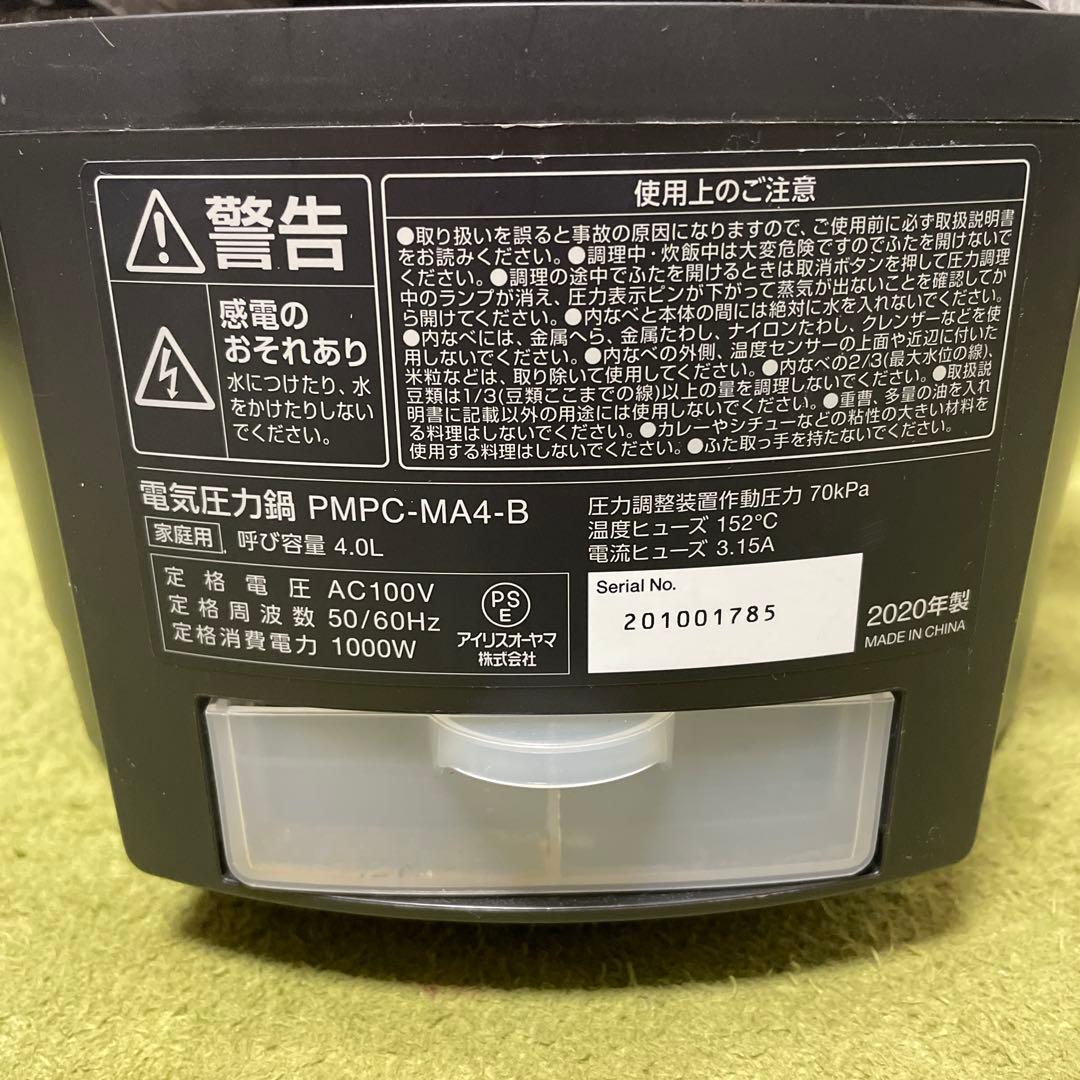 警告
感電の
おそれあり
水につけたり、水
をかけたりしない
でください。
使用上のご注意
●取り扱いを誤ると事故の原因になりますので、ご使用前に必ず取扱説明書
をお読みください。●調理中・炊飯中は大変危険ですのでふたを開けないで
ください。●調理の途中でふたを開けるときは取消ボタンを押して圧力調理
中のランプが消え、圧力表示ピンが下がって蒸気が出ないことを確認してか
ら開けてください。●内なべと本体の間には絶対に水を入れないでください。
●内なべには、金属へら、金属たわし、ナイロンたわし、クレンザーなどを使
用しないでください。●内なべの外側、温度センサーの上面や近辺に付いた
米粒などは、取り除いて使用してください。●内なべの2/3(最大水位の線)、
豆類は1/3(豆類ここまでの線)以上の量を調理しないでください。●取扱説
明書に記載以外の用途には使用しないでください。●重曹、多量の油を入れ
る料理はしないでください。●カレーやシチューなどの粘性の大きい材料を
使用する料理はしないでください。●ふた取っ手を持たないでください。
電気圧力鍋 PMPC-MA4-B
家庭用 呼び容量 4.0L
定格電圧 AC100V
定格周波数 50/60Hz
定格消費電力 1000W
PSE
アイリスオーヤマ
株式会社
圧力調整装置作動圧力 70kPa
温度ヒューズ 152℃
電流ヒューズ 3.15A
Serial No.
201001785
2020年製
MADE IN CHINA